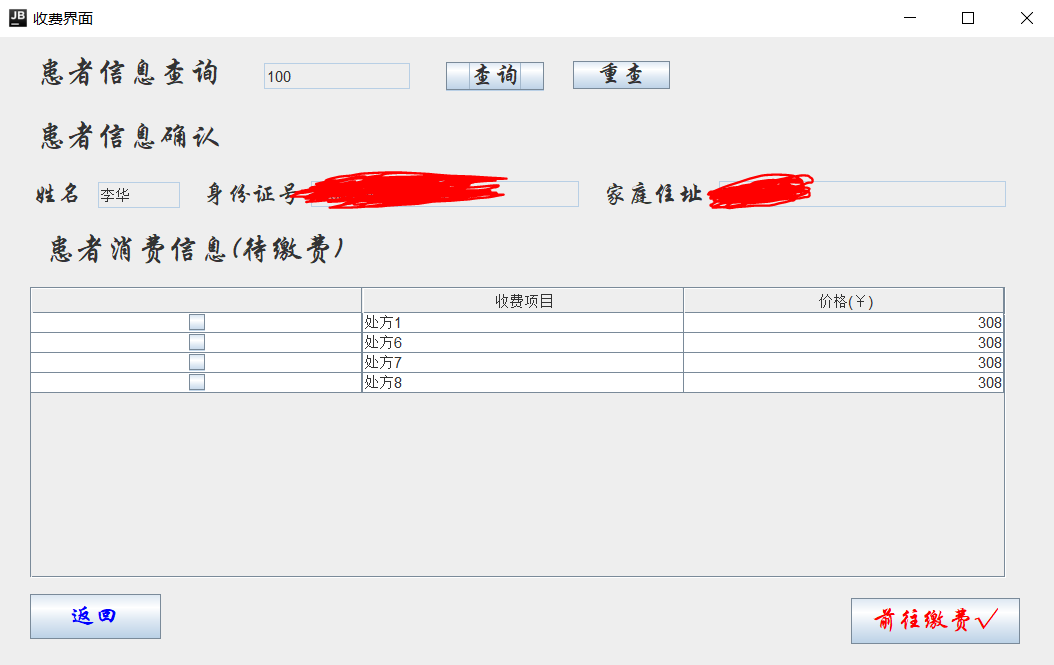 JB 收费界面
患者信息查询 100 查询 重查
患者信息确认
姓名 李华 身份证号 家庭住址
患者消费信息(待缴费)
收费项目 价格(￥)
处方1 308
处方6 308
处方7 308
处方8 308
返回 前往缴费√